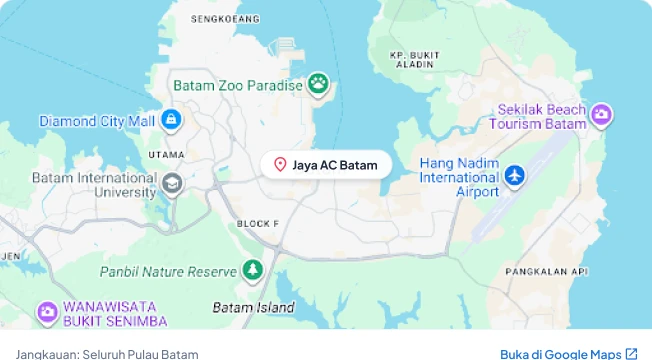 SENGKOEANG
KP. BUKIT
ALADIN
Batam Zoo Paradise
Sekilak Beach
Tourism Batam
Diamond City Mall
UTAMA
Jaya AC Batam
Hang Nadim
International
Airport
Batam International
University
BLOCK F
JEN
Panbil Nature Reserve
PANGKALAN API
WANAWISATA
BUKIT SENIMBA
Batam Island
Jangkauan: Seluruh Pulau Batam
Buka di Google Maps